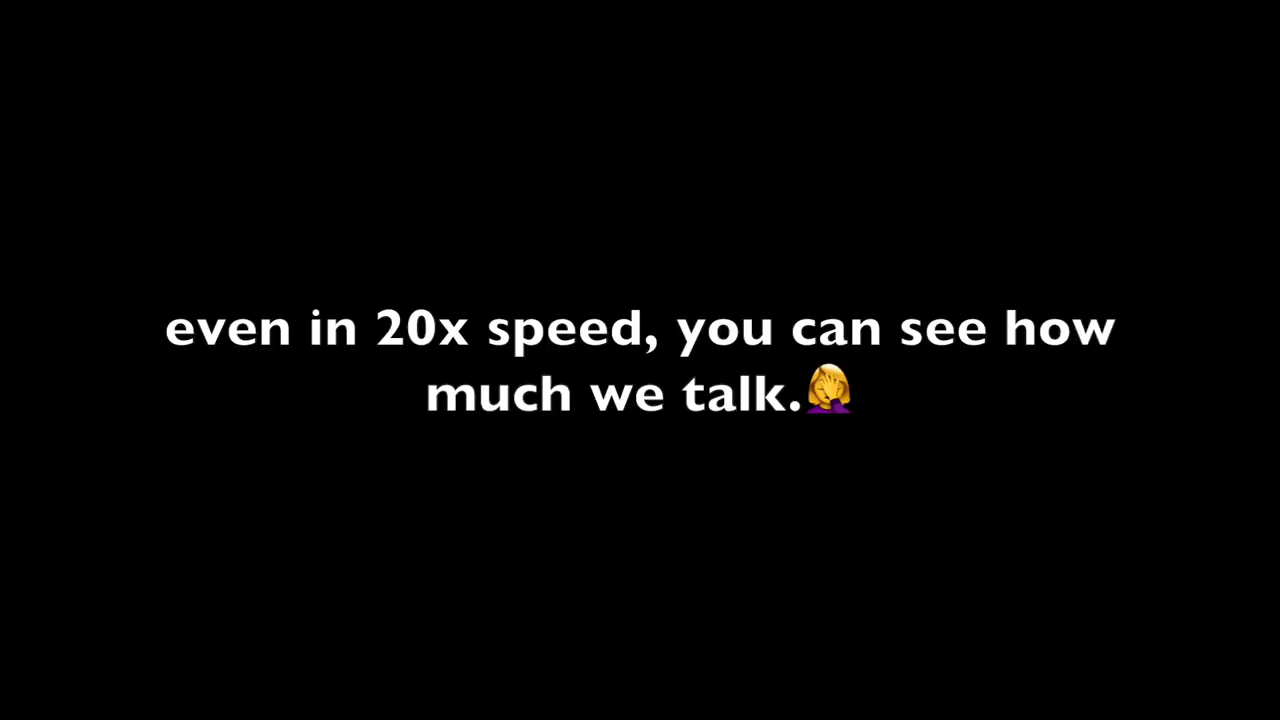 even in 20x speed, you can see how
much we talk.🤦‍♀️